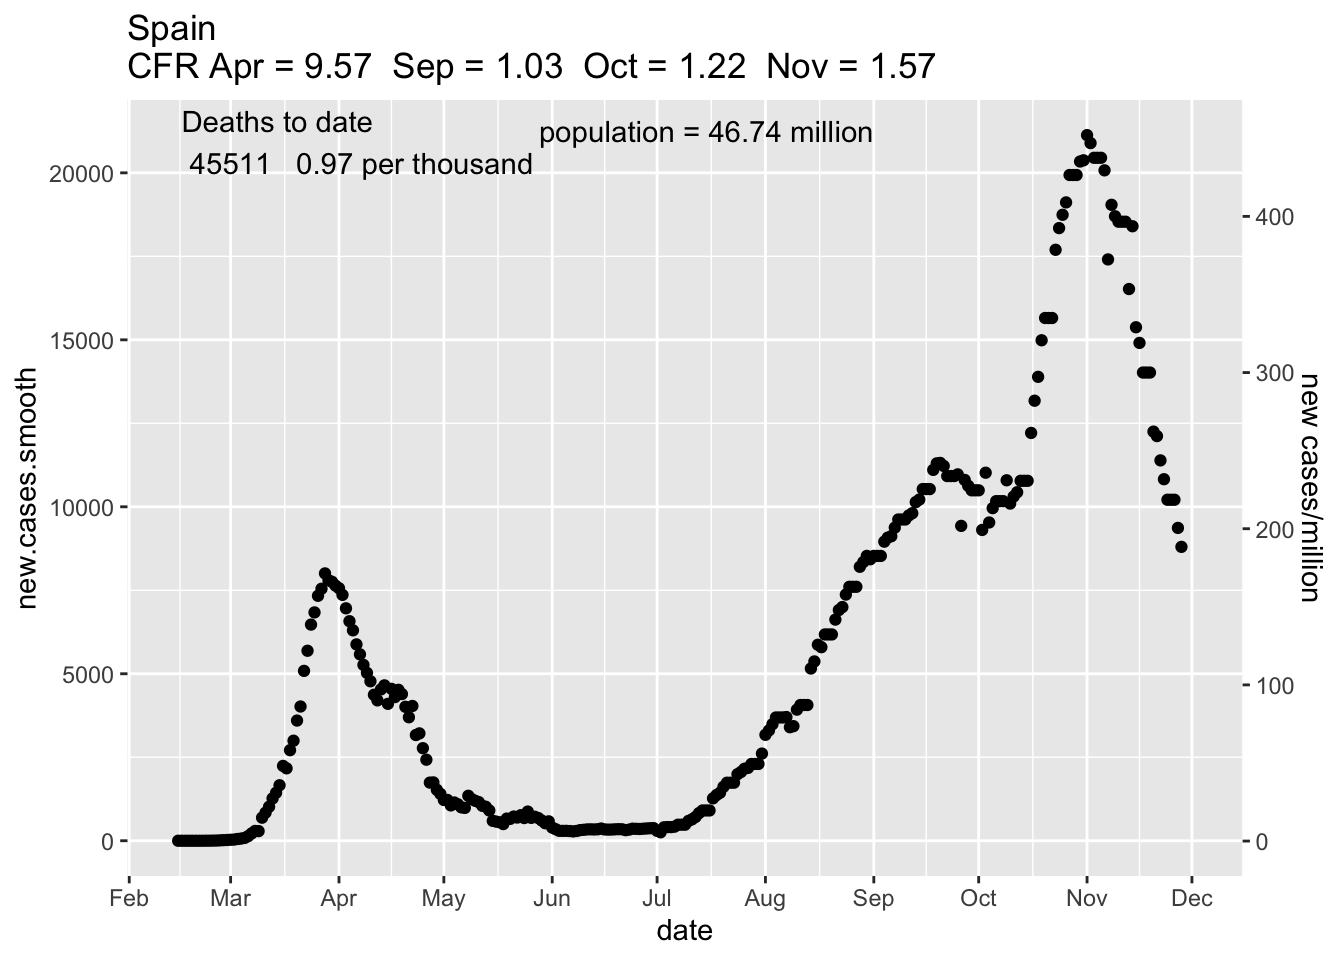 Spain
CFR Apr = 9.57 Sep = 1.03 Oct = 1.22 Nov = 1.57
Deaths to date
45511 0.97 per thousand
population = 46.74 million
new.cases.smooth
20000
15000
10000
5000
0
400
300
200
100
0
new cases/million
Feb Mar Apr May Jun Jul Aug Sep Oct Nov Dec
date